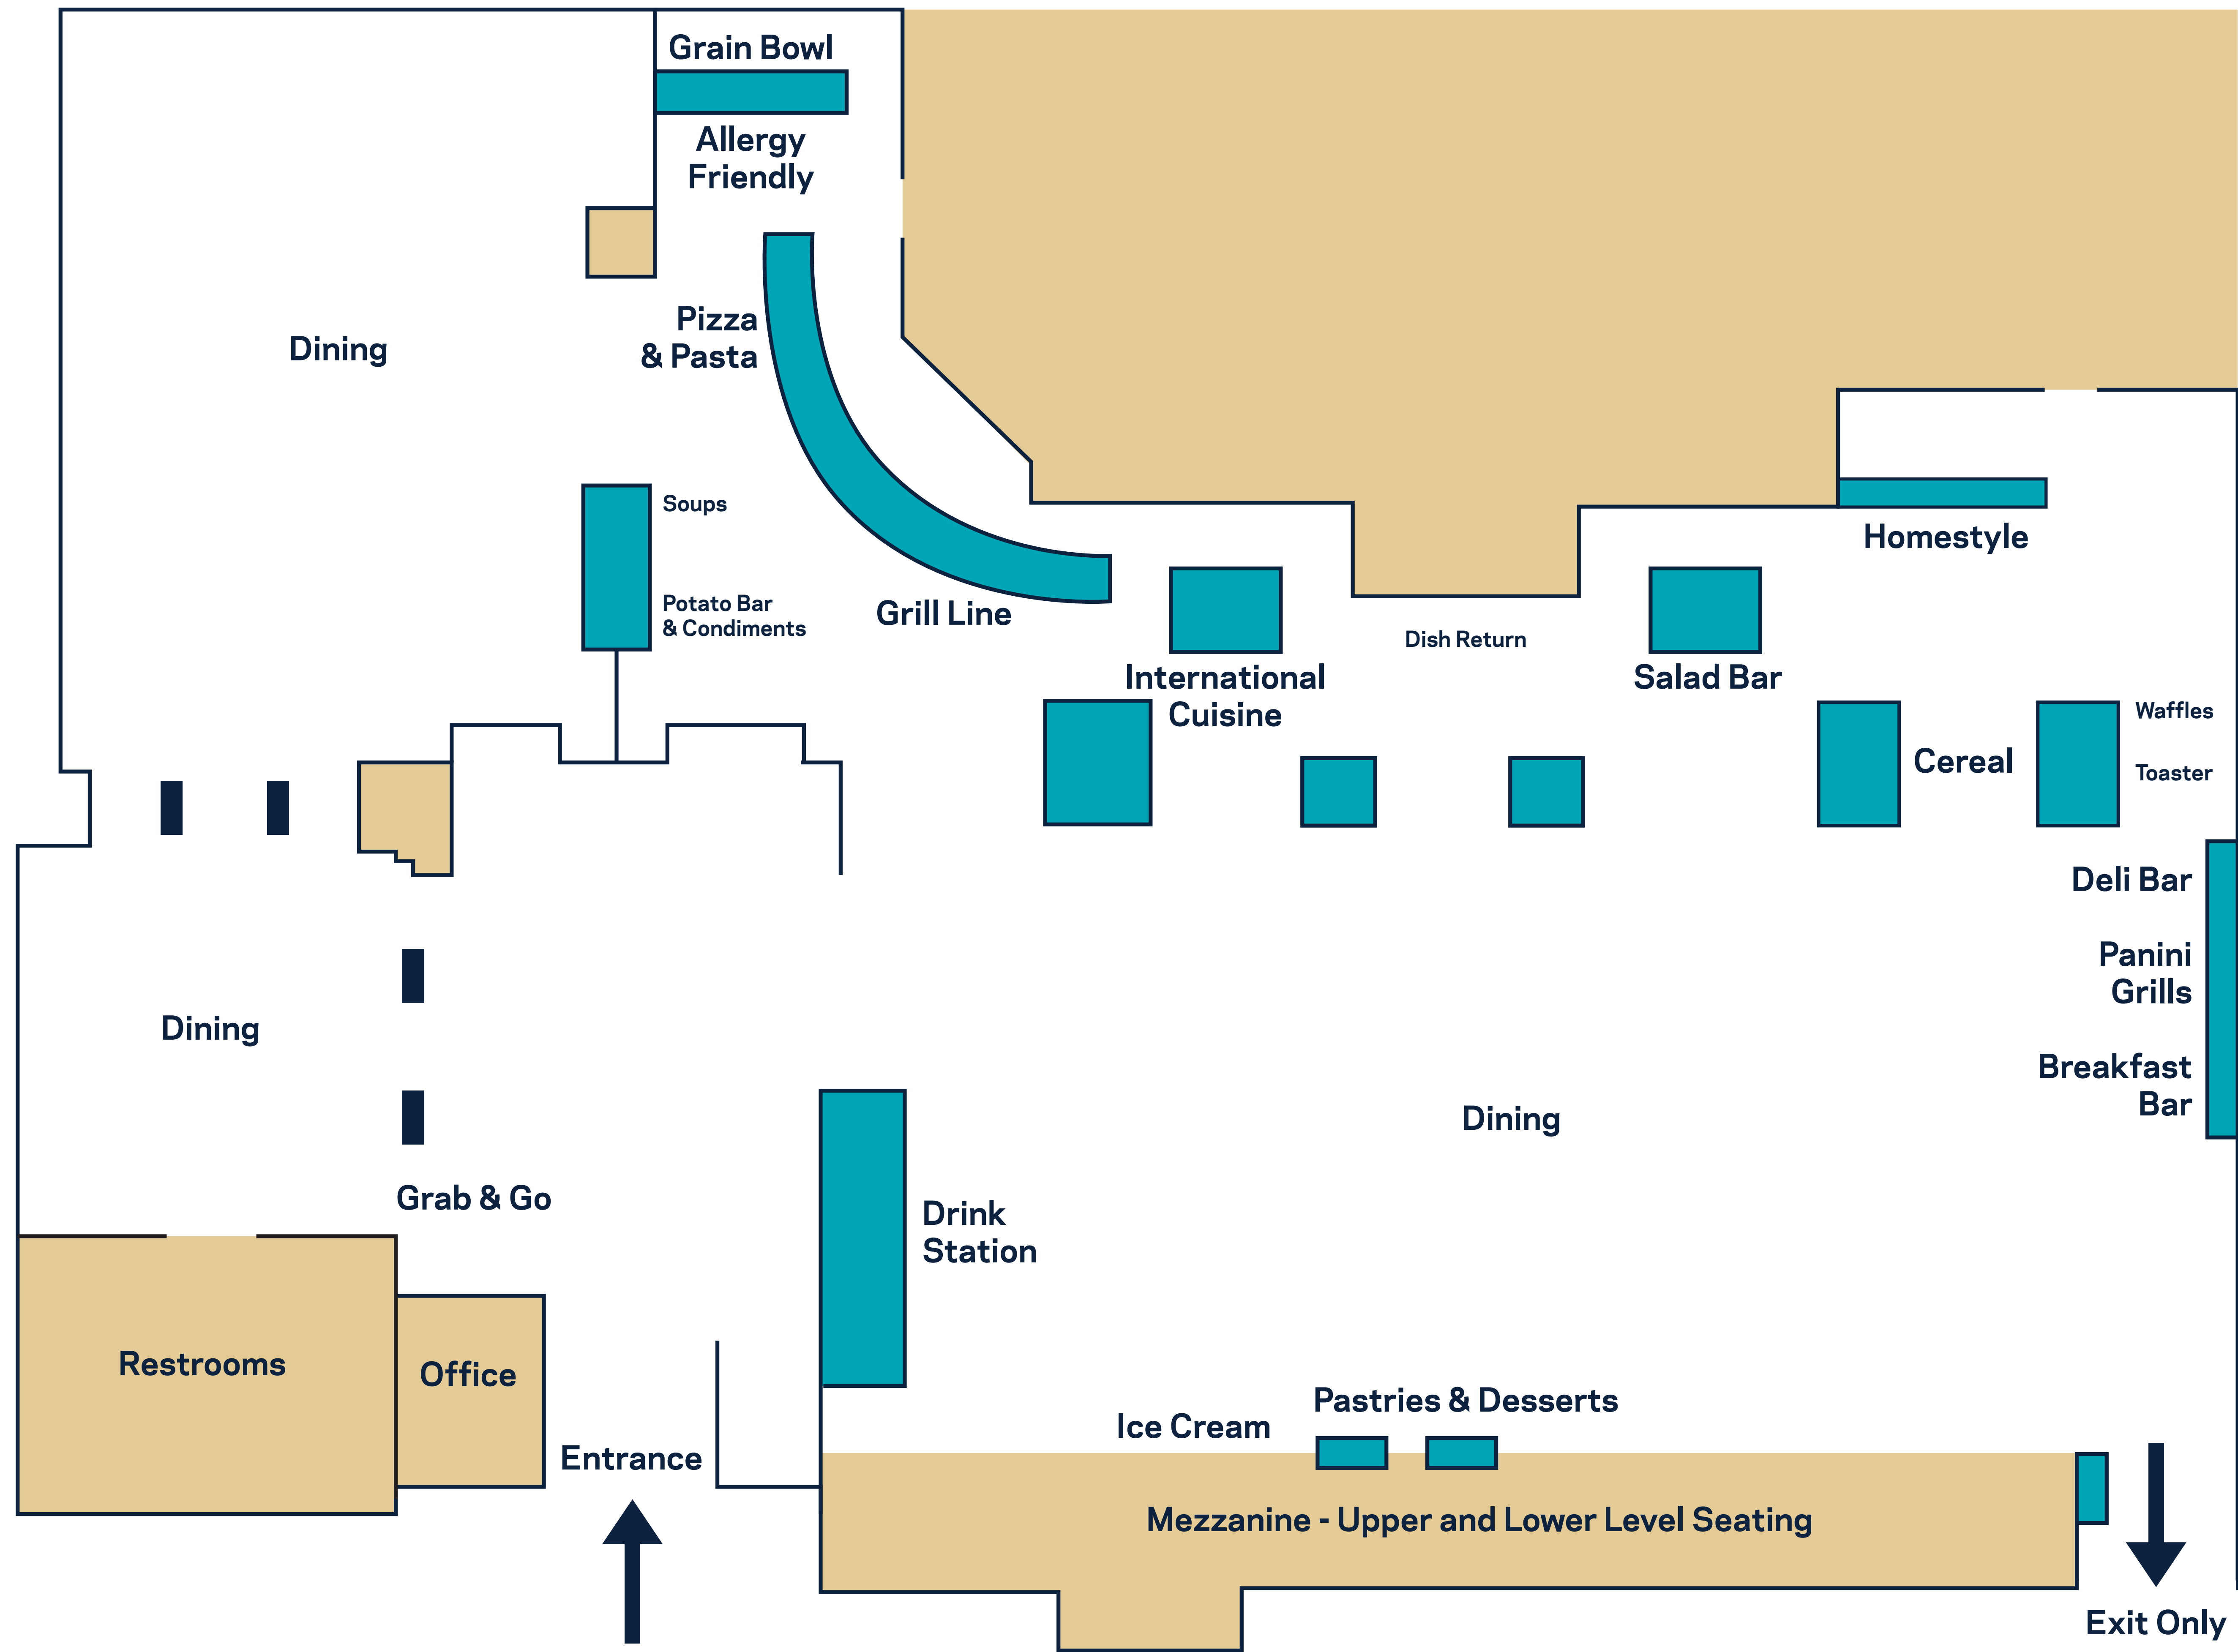 Grain Bowl
Allergy
Friendly
Pizza
& Pasta
Dining
Soups
Potato Bar
& Condiments
Grill Line
Homestyle
Dish Return
International
Cuisine
Salad Bar
Cereal
Waffles
Toaster
Deli Bar
Panini
Grills
Breakfast
Bar
Dining
Dining
Grab & Go
Drink
Station
Restrooms
Office
Entrance
Ice Cream
Pastries & Desserts
Mezzanine - Upper and Lower Level Seating
Exit Only